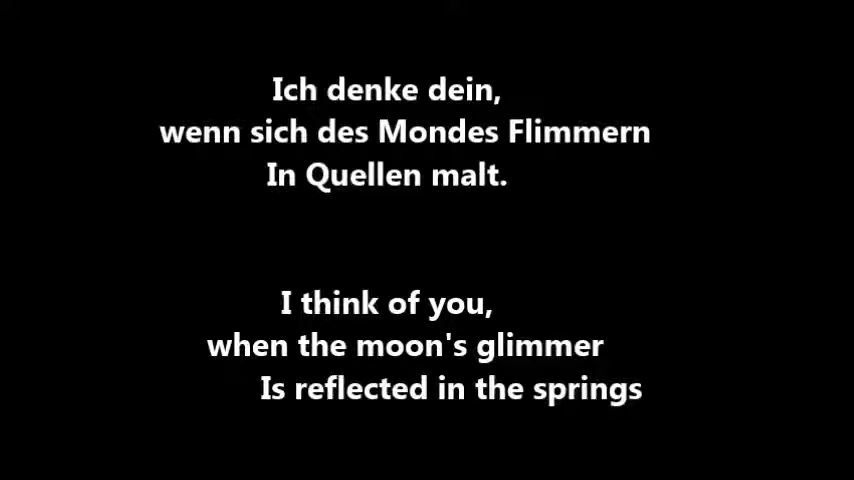 Ich denke dein,
wenn sich des Mondes Flimmern
In Quellen malt.
I think of you,
when the moon's glimmer
Is reflected in the springs